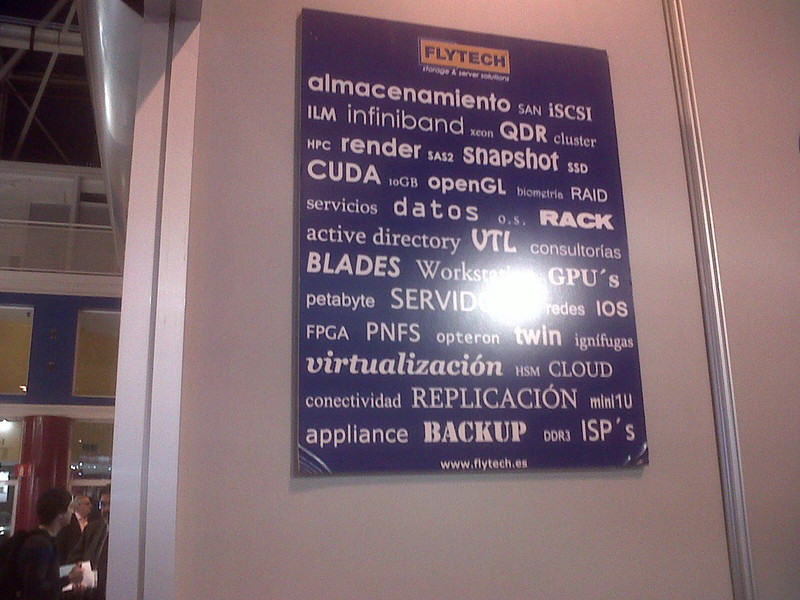 FLYTECH
storage & server solutions
almacenamiento SAN iSCSI
ILM infiniband xeon QDR cluster
HPC render SAS2 snapshot SSD
CUDA 10GB openGL biometría RAID
servicios datos o.s. RACK
active directory VTL consultorías
BLADES GPU´s
petabyte redes IOS
FPGA PNFS opteron twin ignífugas
virtualización HSM CLOUD
conectividad REPLICACIÓN mini1U
appliance BACKUP DDR3 ISP´s
www.flytech.es